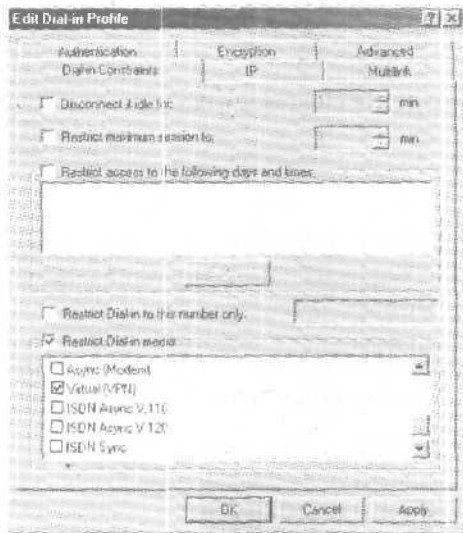 Edit Dial-in Profile
Authentication Encryption Advanced
Dial-in Constraints IP Multilink
Disconnect if idle for: min.
Restrict maximum session to: min.
Restrict access to the following days and times:
Restrict Dial-in to this number only:
Restrict Dial-in media:
Async (Modem)
Virtual (VPN)
ISDN Async V.110
ISDN Async V.120
ISDN Sync
OK Cancel Apply